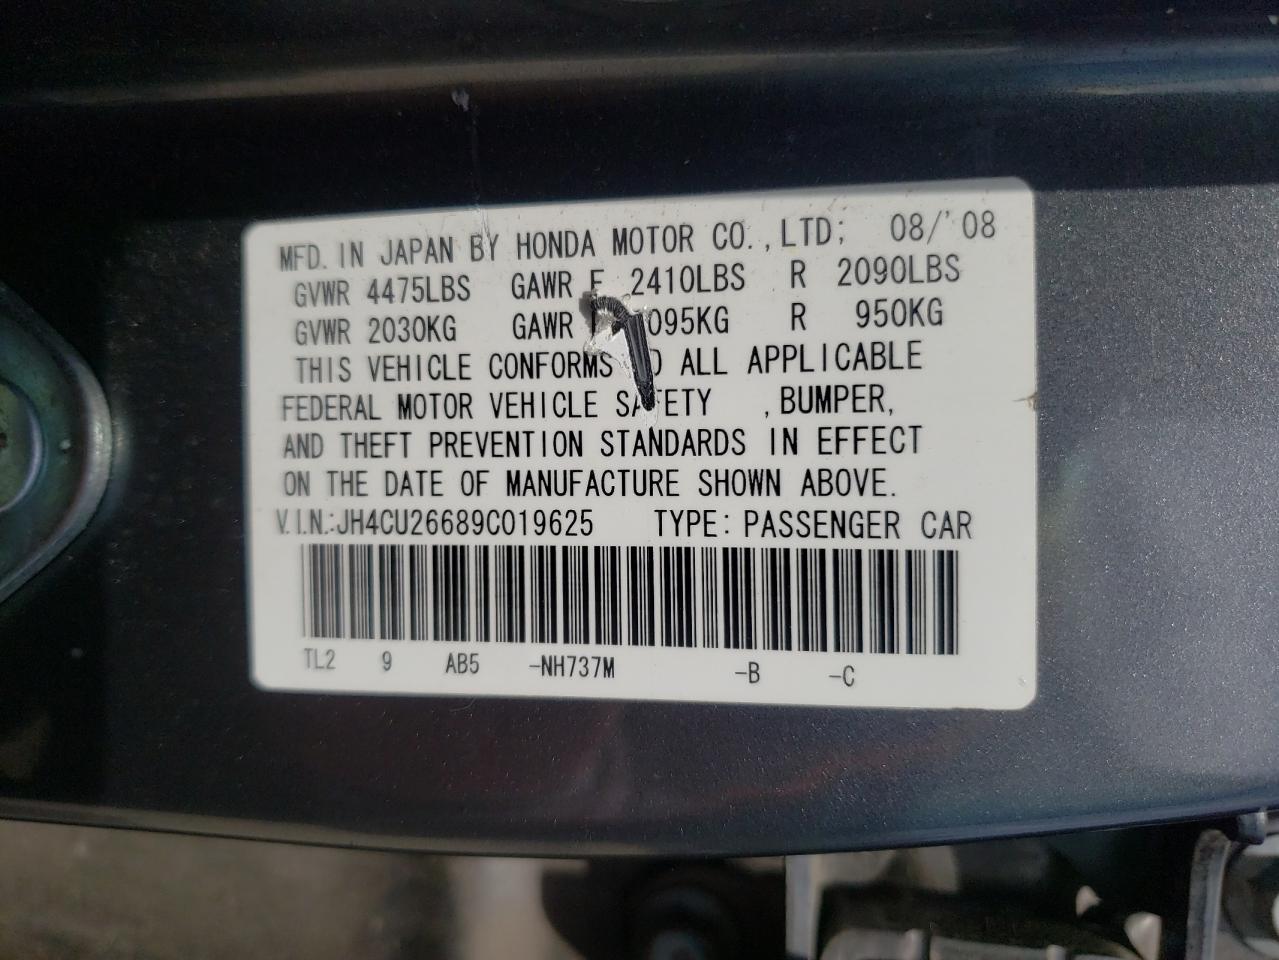 MFD. IN JAPAN BY HONDA MOTOR CO., LTD; 08/'08
GVWR 4475LBS GAWR F 2410LBS R 2090LBS
GVWR 2030KG GAWR 095KG R 950KG
THIS VEHICLE CONFORMS ALL APPLICABLE
FEDERAL MOTOR VEHICLE SAFETY , BUMPER,
AND THEFT PREVENTION STANDARDS IN EFFECT
ON THE DATE OF MANUFACTURE SHOWN ABOVE.
V.I.N.:JH4CU26689C019625 TYPE: PASSENGER CAR
TL2 9 AB5 -NH737M -B -C